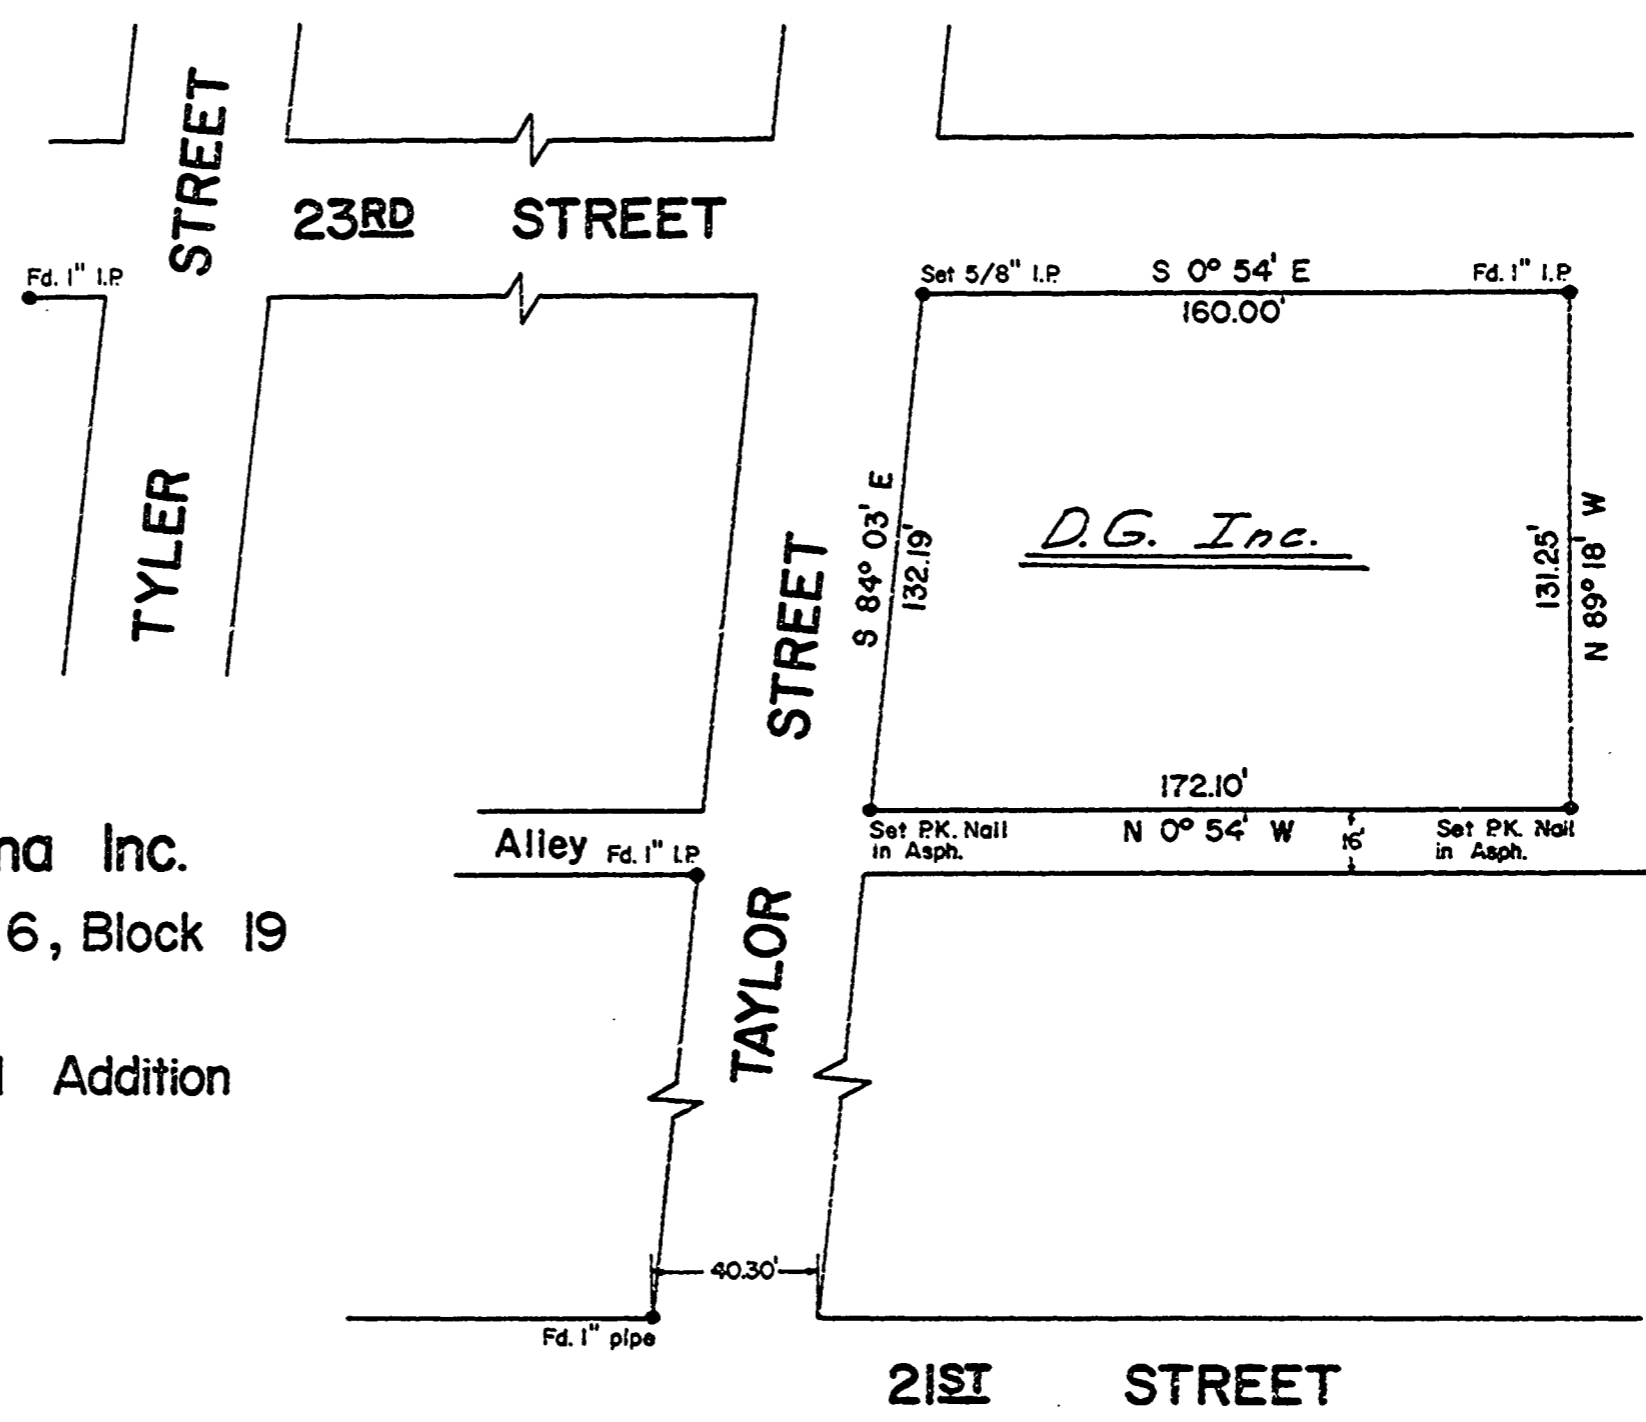 STREET
23RD STREET
Fd. 1" I.P.
Set 5/8" I.P.
S 0° 54' E
Fd. 1" I.P.
160.00'
TYLER
STREET
S 84° 03' E
132.19'
D.G. Inc.
131.25'
N 89° 18' W
172.10'
Set P.K. Nail
in Asph.
N 0° 54' W
16'
Set P.K. Nail
in Asph.
Alley
Fd. 1" I.P.
na Inc.
6, Block 19
Addition
TAYLOR
40.30'
Fd. 1" pipe
21ST STREET